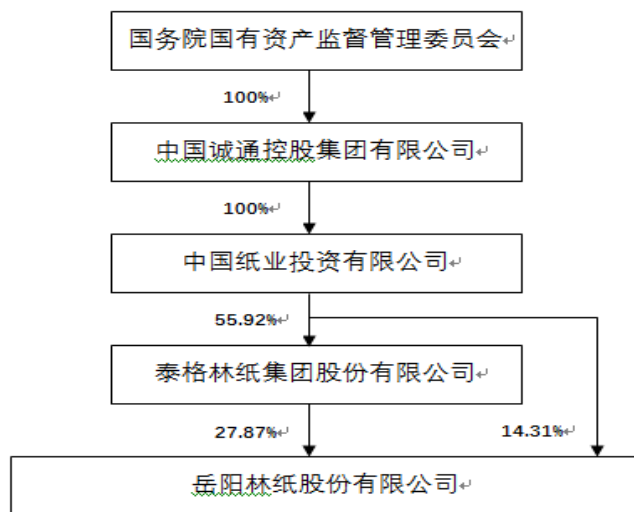 国务院国有资产监督管理委员会
100%
中国诚通控股集团有限公司
100%
中国纸业投资有限公司
55.92%
泰格林纸集团股份有限公司
27.87%
14.31%
岳阳林纸股份有限公司